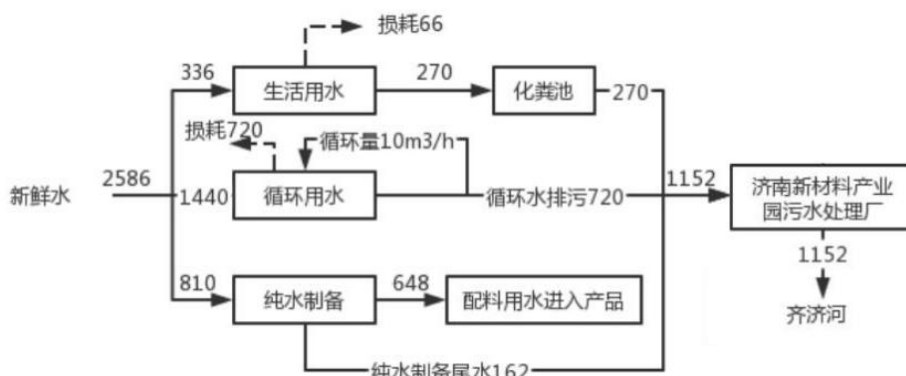 损耗66
336
生活用水
270
化粪池
270
损耗720
循环量10m3/h
新鲜水
2586
1440
循环用水
循环水排污720
1152
济南新材料产业
园污水处理厂
1152
810
纯水制备
648
配料用水进入产品
齐济河
纯水制备尾水162